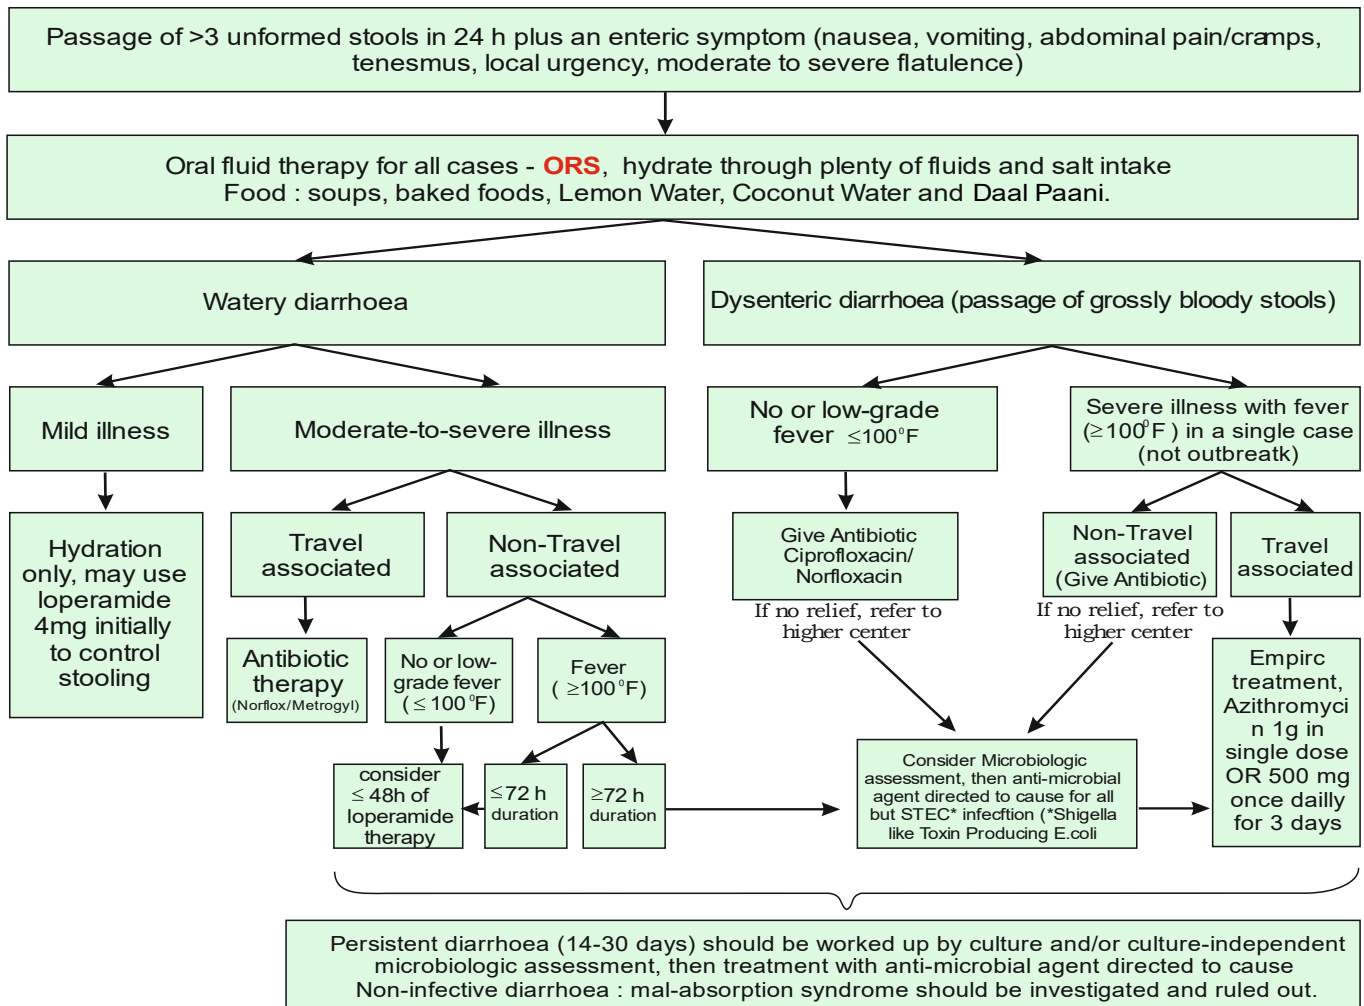 Passage of >3 unformed stools in 24 h plus an enteric symptom (nausea, vomiting, abdominal pain/cramps,
tenesmus, local urgency, moderate to severe flatulence)
Oral fluid therapy for all cases - ORS, hydrate through plenty of fluids and salt intake
Food : soups, baked foods, Lemon Water, Coconut Water and Daal Paani.
Watery diarrhoea
Dysenteric diarrhoea (passage of grossly bloody stools)
Mild illness
Moderate-to-severe illness
No or low-grade
fever ≤100°F
Severe illness with fever
(≥100°F ) in a single case
(not outbreatk)
Hydration
only, may use
loperamide
4mg initially
to control
stooling
Travel
associated
Non-Travel
associated
Give Antibiotic
Ciprofloxacin/
Norfloxacin
If no relief, refer to
higher center
Non-Travel
associated
(Give Antibiotic)
If no relief, refer to
higher center
Travel
associated
Antibiotic
therapy
(Norflox/Metrogyl)
No or low-
grade fever
(≤ 100°F)
Fever
( ≥100°F)
Empirc
treatment,
Azithromyci
n 1g in
single dose
OR 500 mg
once dailly
for 3 days
consider
≤ 48h of
loperamide
therapy
≤72 h
duration
≥72 h
duration
Consider Microbiologic
assessment, then anti-microbial
agent directed to cause for all
but STEC* infecftion (*Shigella
like Toxin Producing E.coli
Persistent diarrhoea (14-30 days) should be worked up by culture and/or culture-independent
microbiologic assessment, then treatment with anti-microbial agent directed to cause
Non-infective diarrhoea : mal-absorption syndrome should be investigated and ruled out.